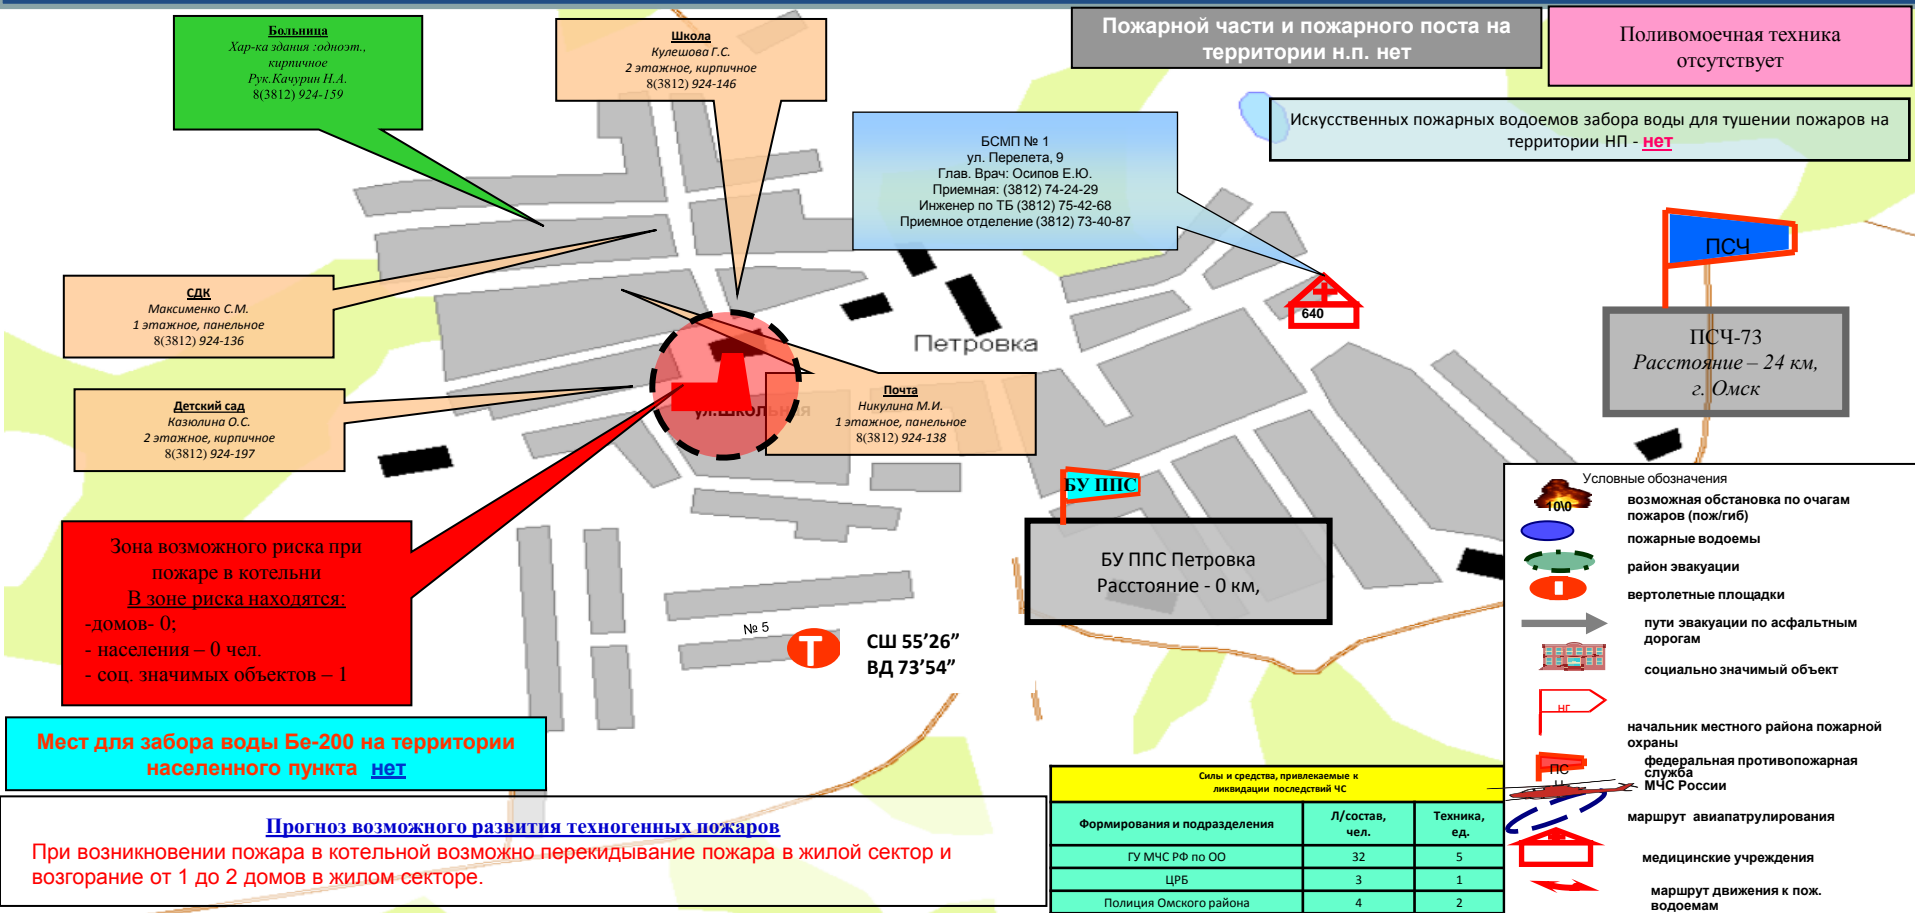 Больница
Хар-ка здания :одноэт.,
кирпичное
Рук.Качурин Н.А.
8(3812) 924-159
Школа
Кулешова Г.С.
2 этажное, кирпичное
8(3812) 924-146
Пожарной части и пожарного поста на
территории н.п. нет
Поливомоечная техника
отсутствует
Искусственных пожарных водоемов забора воды для тушении пожаров на
территории НП - нет
БСМП № 1
ул. Перелета, 9
Глав. Врач: Осипов Е.Ю.
Приемная: (3812) 74-24-29
Инженер по ТБ (3812) 75-42-68
Приемное отделение (3812) 73-40-87
ПСЧ
640
ПСЧ-73
Расстояние – 24 км,
г. Омск
СДК
Максименко С.М.
1 этажное, панельное
8(3812) 924-136
Петровка
Детский сад
Казюлина О.С.
2 этажное, кирпичное
8(3812) 924-197
ул.Школьная
Почта
Никулина М.И.
1 этажное, панельное
8(3812) 924-138
БУ ППС
БУ ППС Петровка
Расстояние - 0 км,
Зона возможного риска при
пожаре в котельни
В зоне риска находятся:
-домов- 0;
- населения – 0 чел.
- соц. значимых объектов – 1
№ 5
Т
СШ 55’26”
ВД 73’54”
Мест для забора воды Бе-200 на территории
населенного пункта нет
Прогноз возможного развития техногенных пожаров
При возникновении пожара в котельной возможно перекидывание пожара в жилой сектор и
возгорание от 1 до 2 домов в жилом секторе.
Силы и средства, привлекаемые к
ликвидации последствий ЧС
Формирования и подразделения
Л/состав,
чел.
Техника,
ед.
ГУ МЧС РФ по ОО 32 5
ЦРБ 3 1
Полиция Омского района 4 2
Условные обозначения
10\0
возможная обстановка по очагам
пожаров (пож/гиб)
пожарные водоемы
район эвакуации
вертолетные площадки
пути эвакуации по асфальтным
дорогам
социально значимый объект
НГ
начальник местного района пожарной
охраны
ПС
Ч
федеральная противопожарная
служба
МЧС России
маршрут авиапатрулирования
медицинские учреждения
маршрут движения к пож.
водоемам